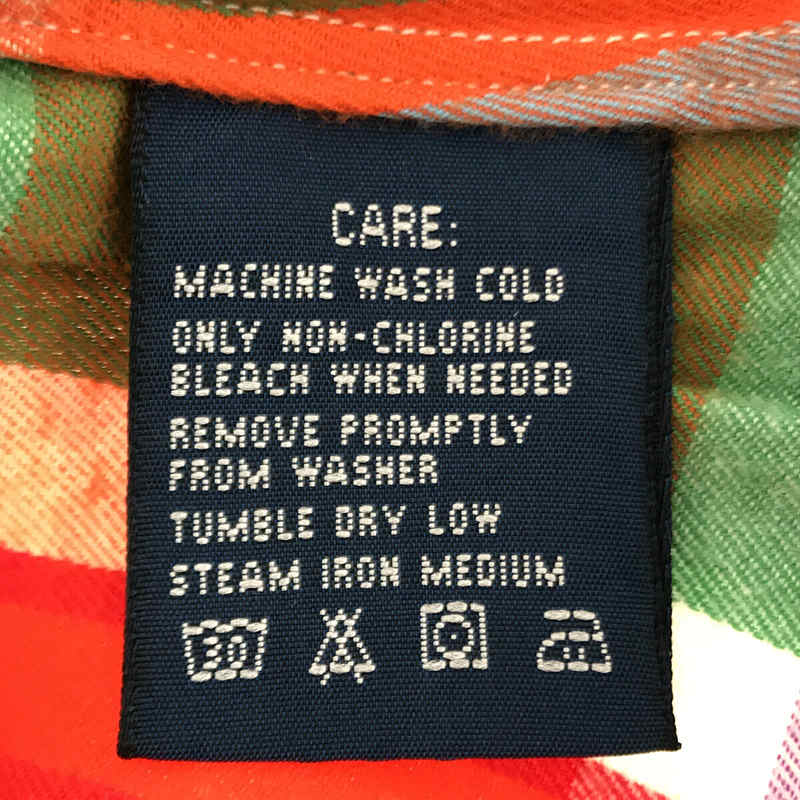 CARE:
MACHINE WASH COLD
ONLY NON-CHLORINE
BLEACH WHEN NEEDED
REMOVE PROMPTLY
FROM WASHER
TUMBLE DRY LOW
STEAM IRON MEDIUM
30